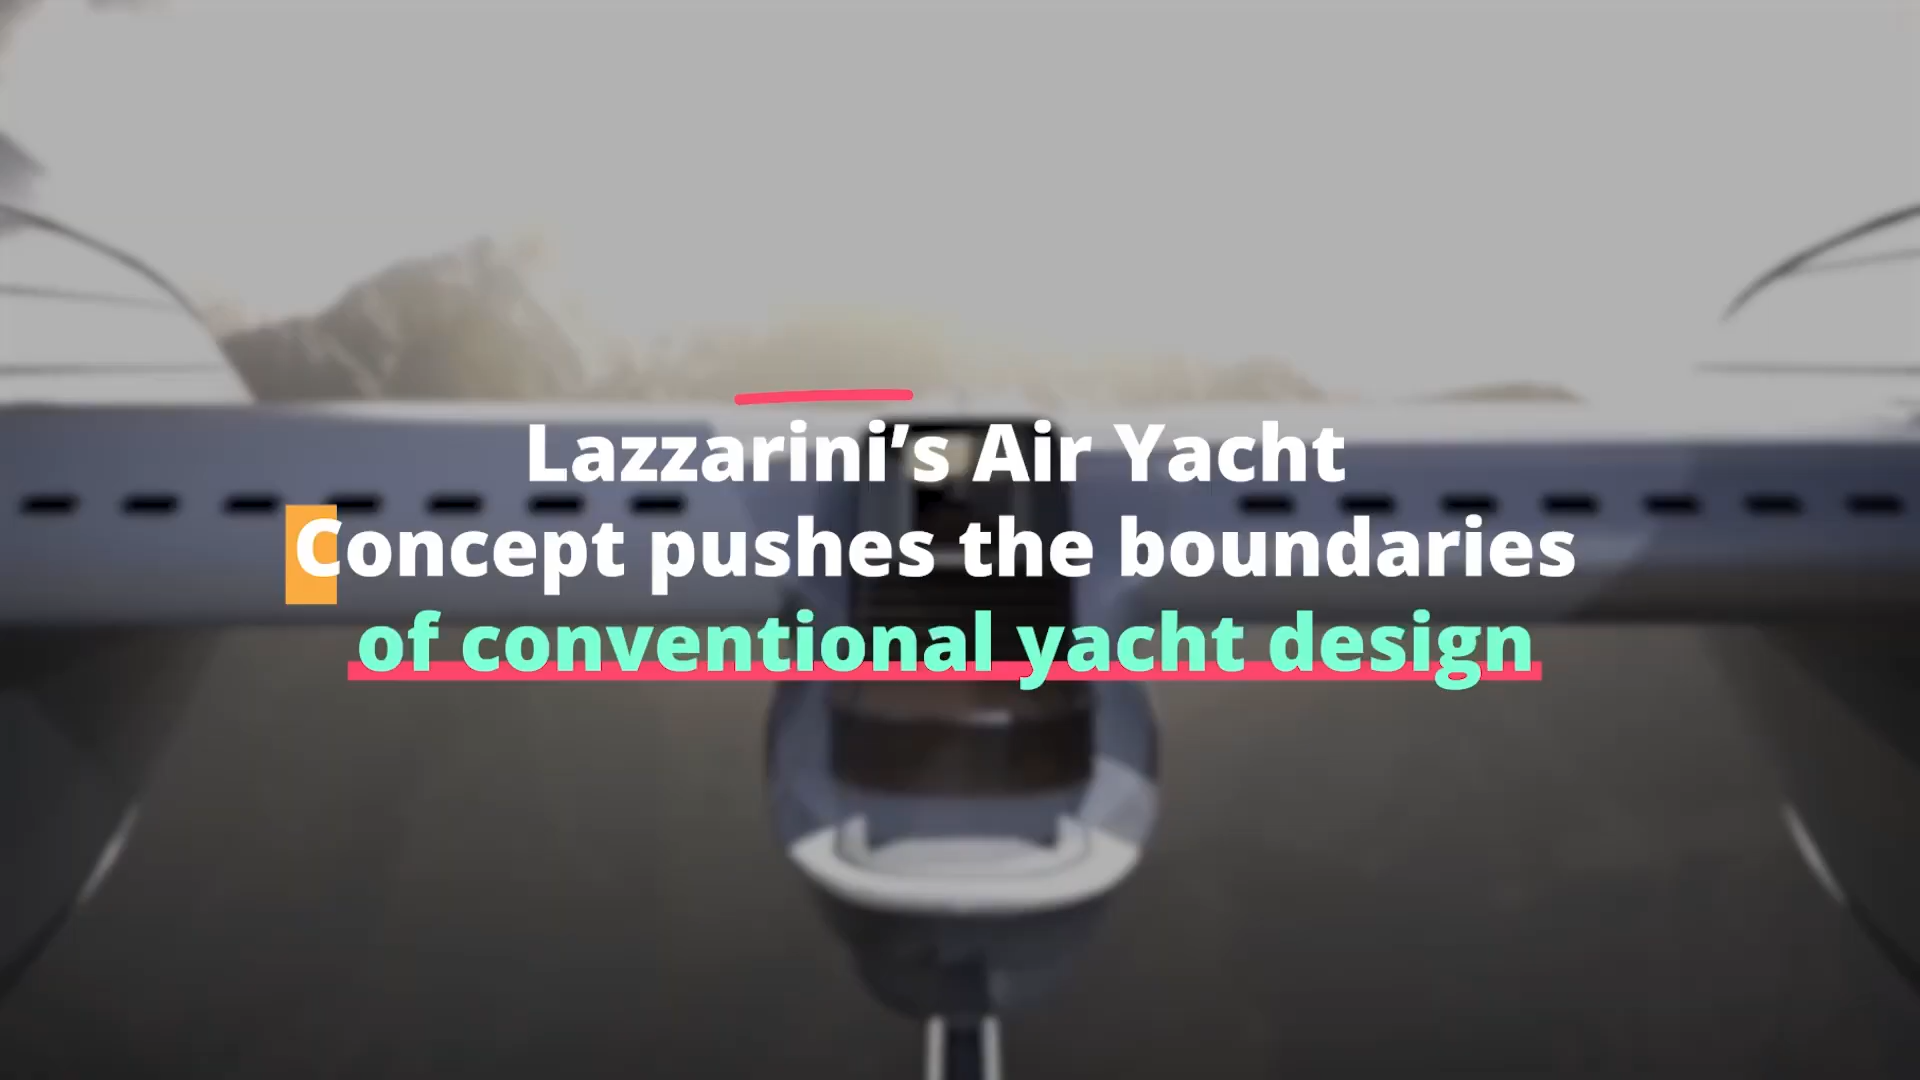 Lazzarini’s Air Yacht
Concept pushes the boundaries
of conventional yacht design